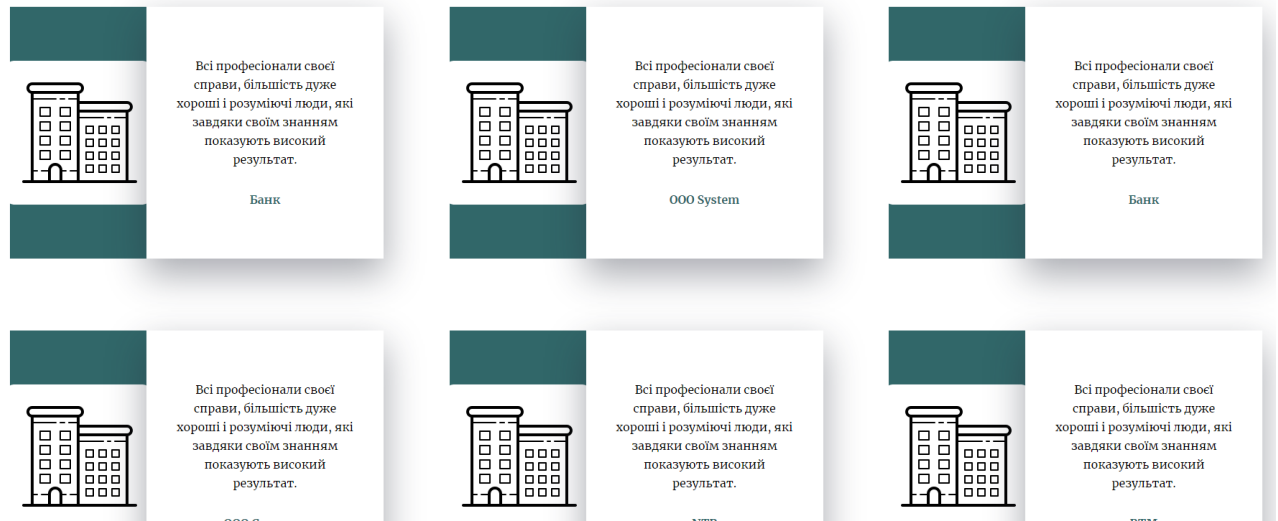 Всі професіонали своєї
справи, більшість дуже
хороші і розуміючі люди, які
завдяки своїм знанням
показують високий
результат.
Банк
Всі професіонали своєї
справи, більшість дуже
хороші і розуміючі люди, які
завдяки своїм знанням
показують високий
результат.
ООО System
Всі професіонали своєї
справи, більшість дуже
хороші і розуміючі люди, які
завдяки своїм знанням
показують високий
результат.
Банк
Всі професіонали своєї
справи, більшість дуже
хороші і розуміючі люди, які
завдяки своїм знанням
показують високий
результат.
Всі професіонали своєї
справи, більшість дуже
хороші і розуміючі люди, які
завдяки своїм знанням
показують високий
результат.
Всі професіонали своєї
справи, більшість дуже
хороші і розуміючі люди, які
завдяки своїм знанням
показують високий
результат.